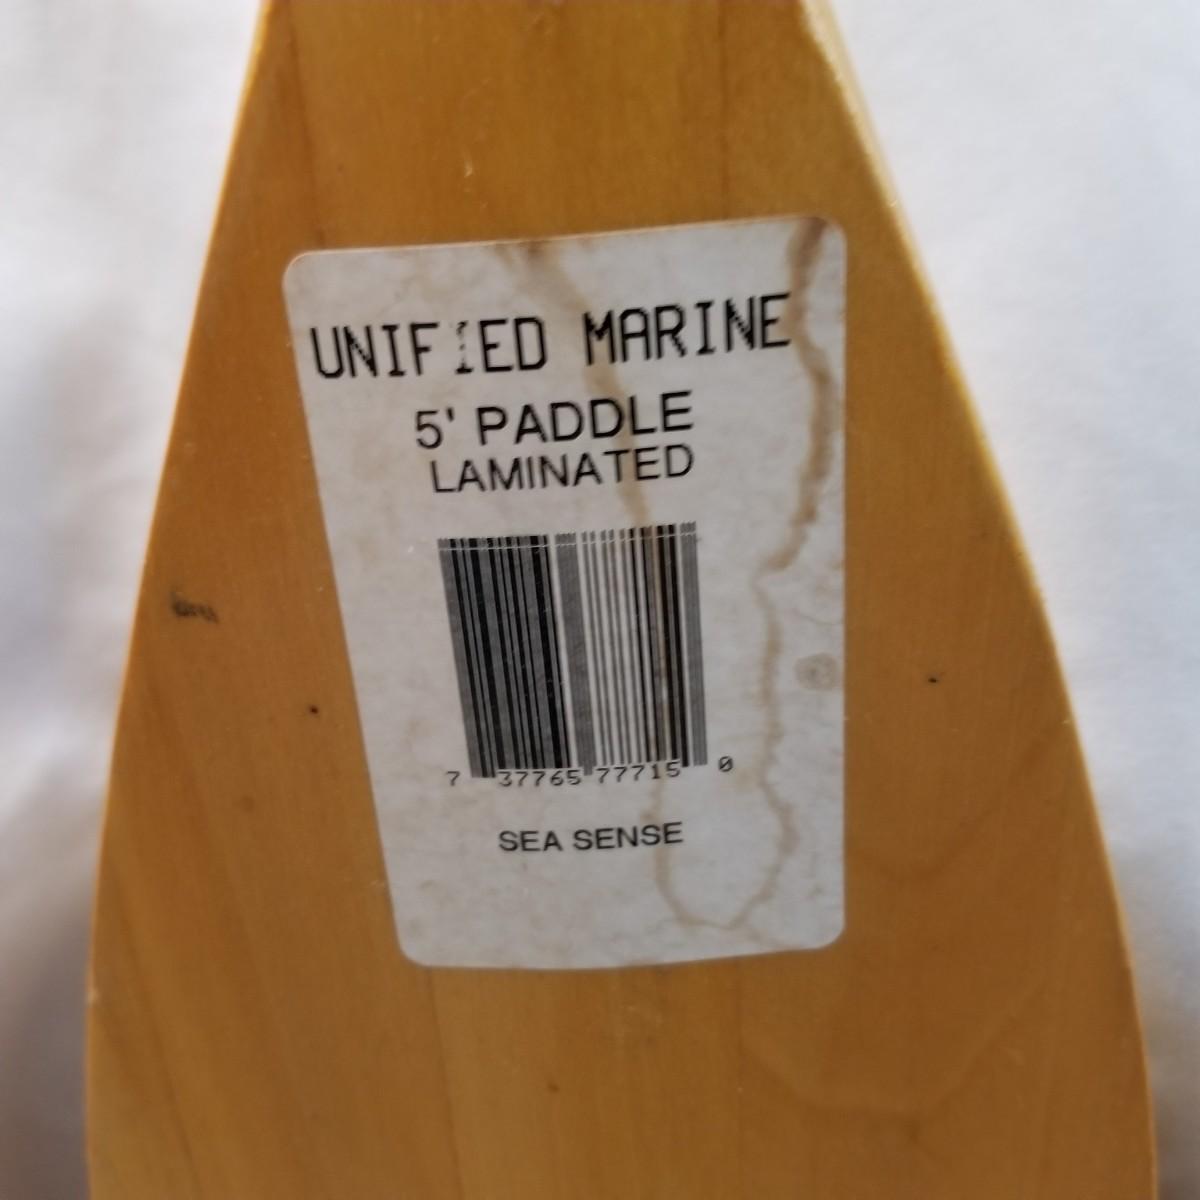 UNIFIED MARINE
5' PADDLE
LAMINATED
7 37765 77715 0
SEA SENSE